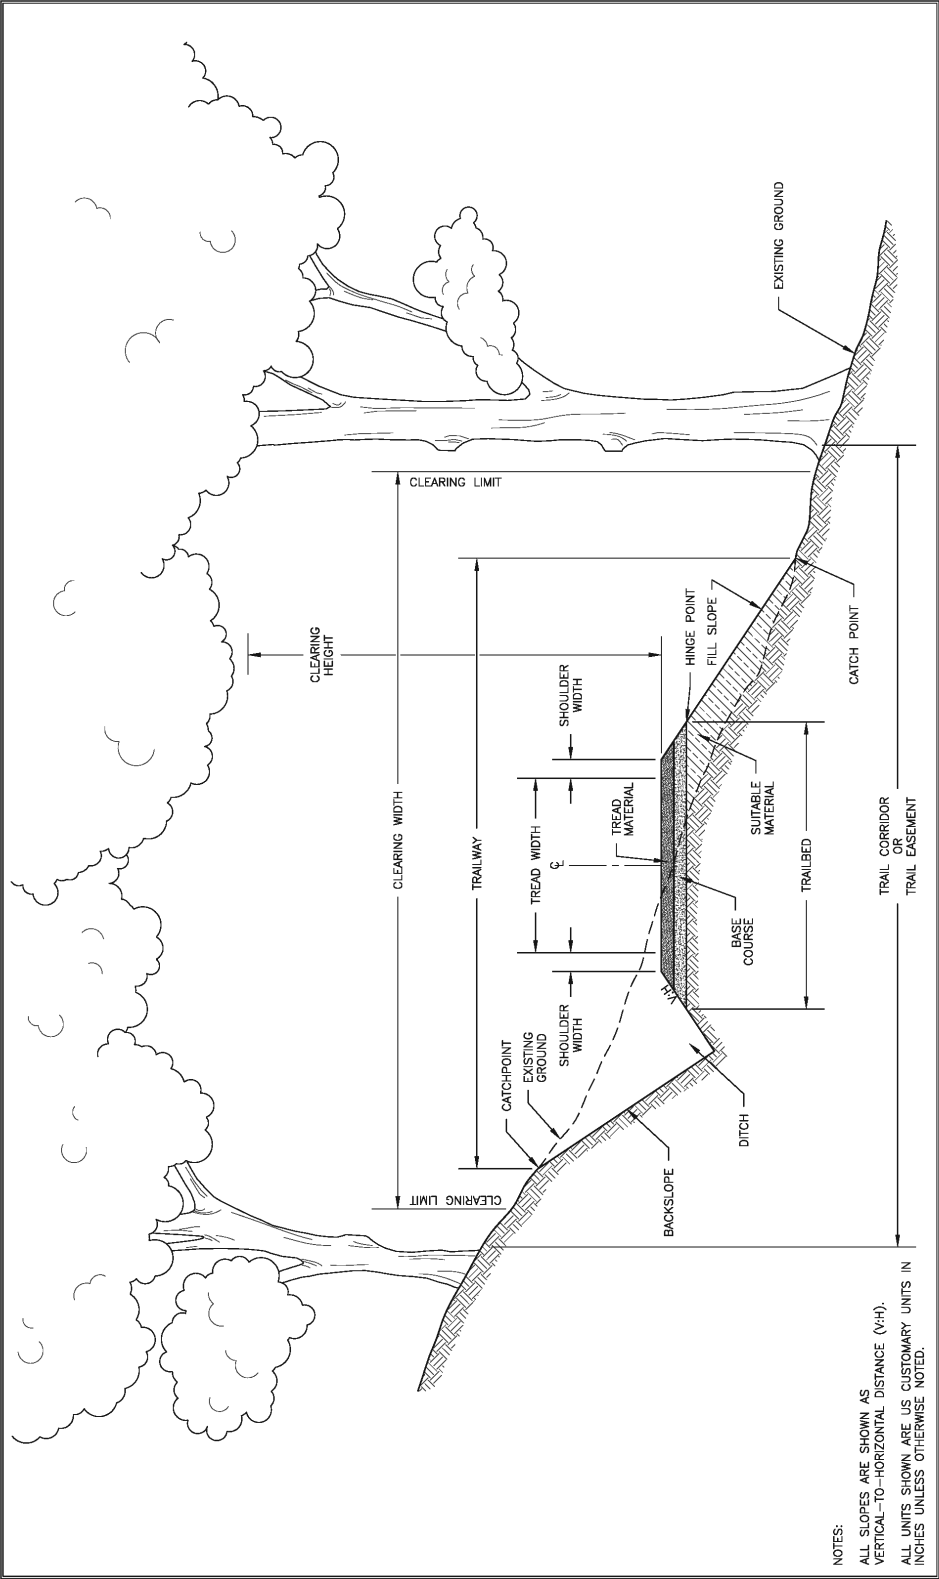 CLEARING
HEIGHT
CLEARING LIMIT
CLEARING WIDTH
CLEARING LIMIT
TRAILWAY
CATCHPOINT
EXISTING
GROUND
SHOULDER
WIDTH
TREAD WIDTH
CL
SHOULDER
WIDTH
TREAD
MATERIAL
V:H
HINGE POINT
FILL SLOPE
EXISTING GROUND
BACKSLOPE
DITCH
BASE
COURSE
SUITABLE
MATERIAL
TRAILBED
CATCH POINT
TRAIL CORRIDOR
OR
TRAIL EASEMENT
NOTES:
ALL SLOPES ARE SHOWN AS
VERTICAL-TO-HORIZONTAL DISTANCE (V:H).
ALL UNITS SHOWN ARE US CUSTOMARY UNITS IN
INCHES UNLESS OTHERWISE NOTED.